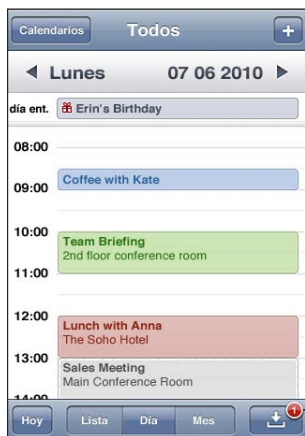 Calendarios Todos +
Lunes 07 06 2010
día ent. Erin's Birthday
08:00
Coffee with Kate
09:00
10:00
Team Briefing
2nd floor conference room
11:00
12:00
Lunch with Anna
The Soho Hotel
13:00
Sales Meeting
Main Conference Room
14:00
Hoy Lista Día Mes 1